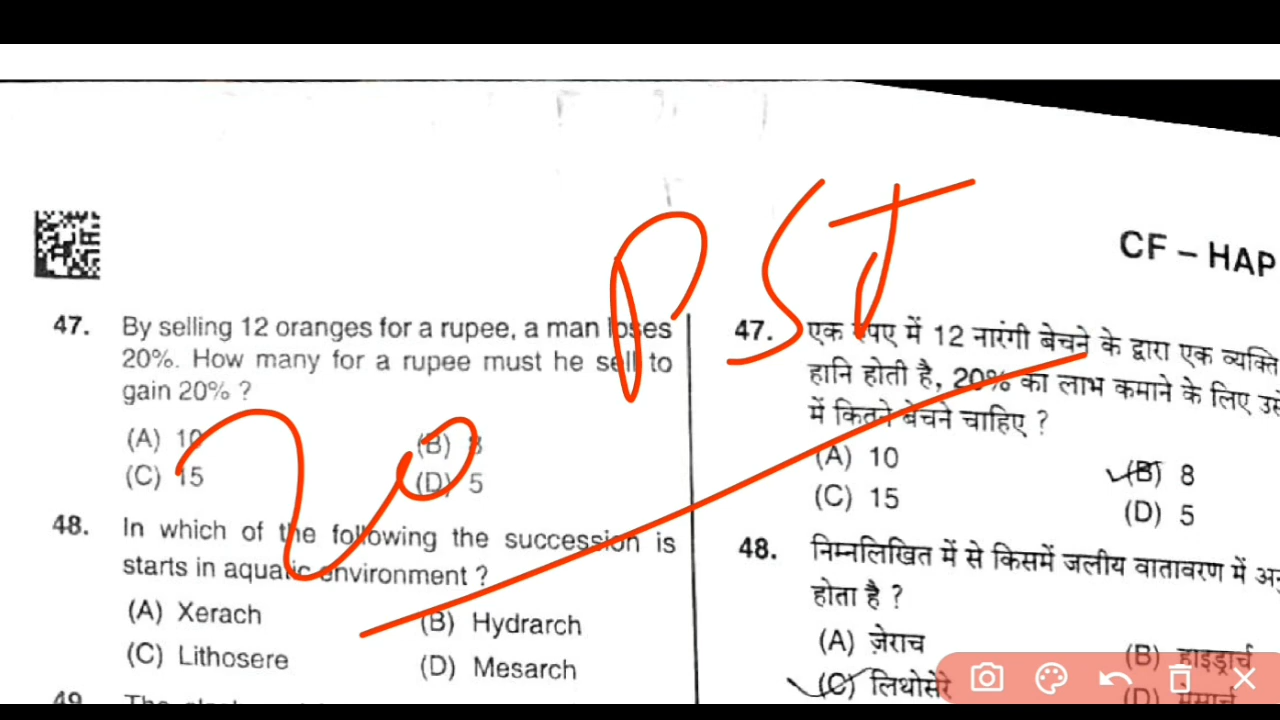 CF – HAP
47. By selling 12 oranges for a rupee, a man loses
20%. How many for a rupee must he sell to
gain 20% ?
(A) 10 (B) 8
(C) 15 (D) 5
48. In which of the following the succession is
starts in aquatic environment ?
(A) Xerach (B) Hydrarch
(C) Lithosere (D) Mesarch
49.
47. एक रुपए में 12 नारंगी बेचने के द्वारा एक व्यक्ति
हानि होती है, 20% का लाभ कमाने के लिए उसे
में कितने बेचने चाहिए ?
(A) 10 (B) 8
(C) 15 (D) 5
48. निम्नलिखित में से किसमें जलीय वातावरण में
होता है ?
(A) ज़ेराच (B) हाइड्रार्च
(C) लिथोसेरे (D) मेसार्च